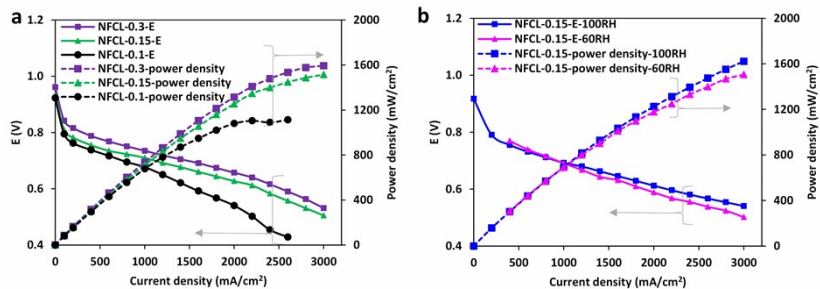 a
NFCL-0.3-E
NFCL-0.15-E
NFCL-0.1-E
NFCL-0.3-power density
NFCL-0.15-power density
NFCL-0.1-power density
1.2
1.0
0.8
0.6
0.4
E (V)
2000
1600
1200
800
400
0
Power density (mW/cm²)
0 500 1000 1500 2000 2500 3000
Current density (mA/cm²)
b
NFCL-0.15-E-100RH
NFCL-0.15-E-60RH
NFCL-0.15-power density-100RH
NFCL-0.15-power density-60RH
1.2
1.0
0.8
0.6
0.4
E (V)
2000
1600
1200
800
400
0
Power density (mW/cm²)
0 500 1000 1500 2000 2500 3000
Current density (mA/cm²)